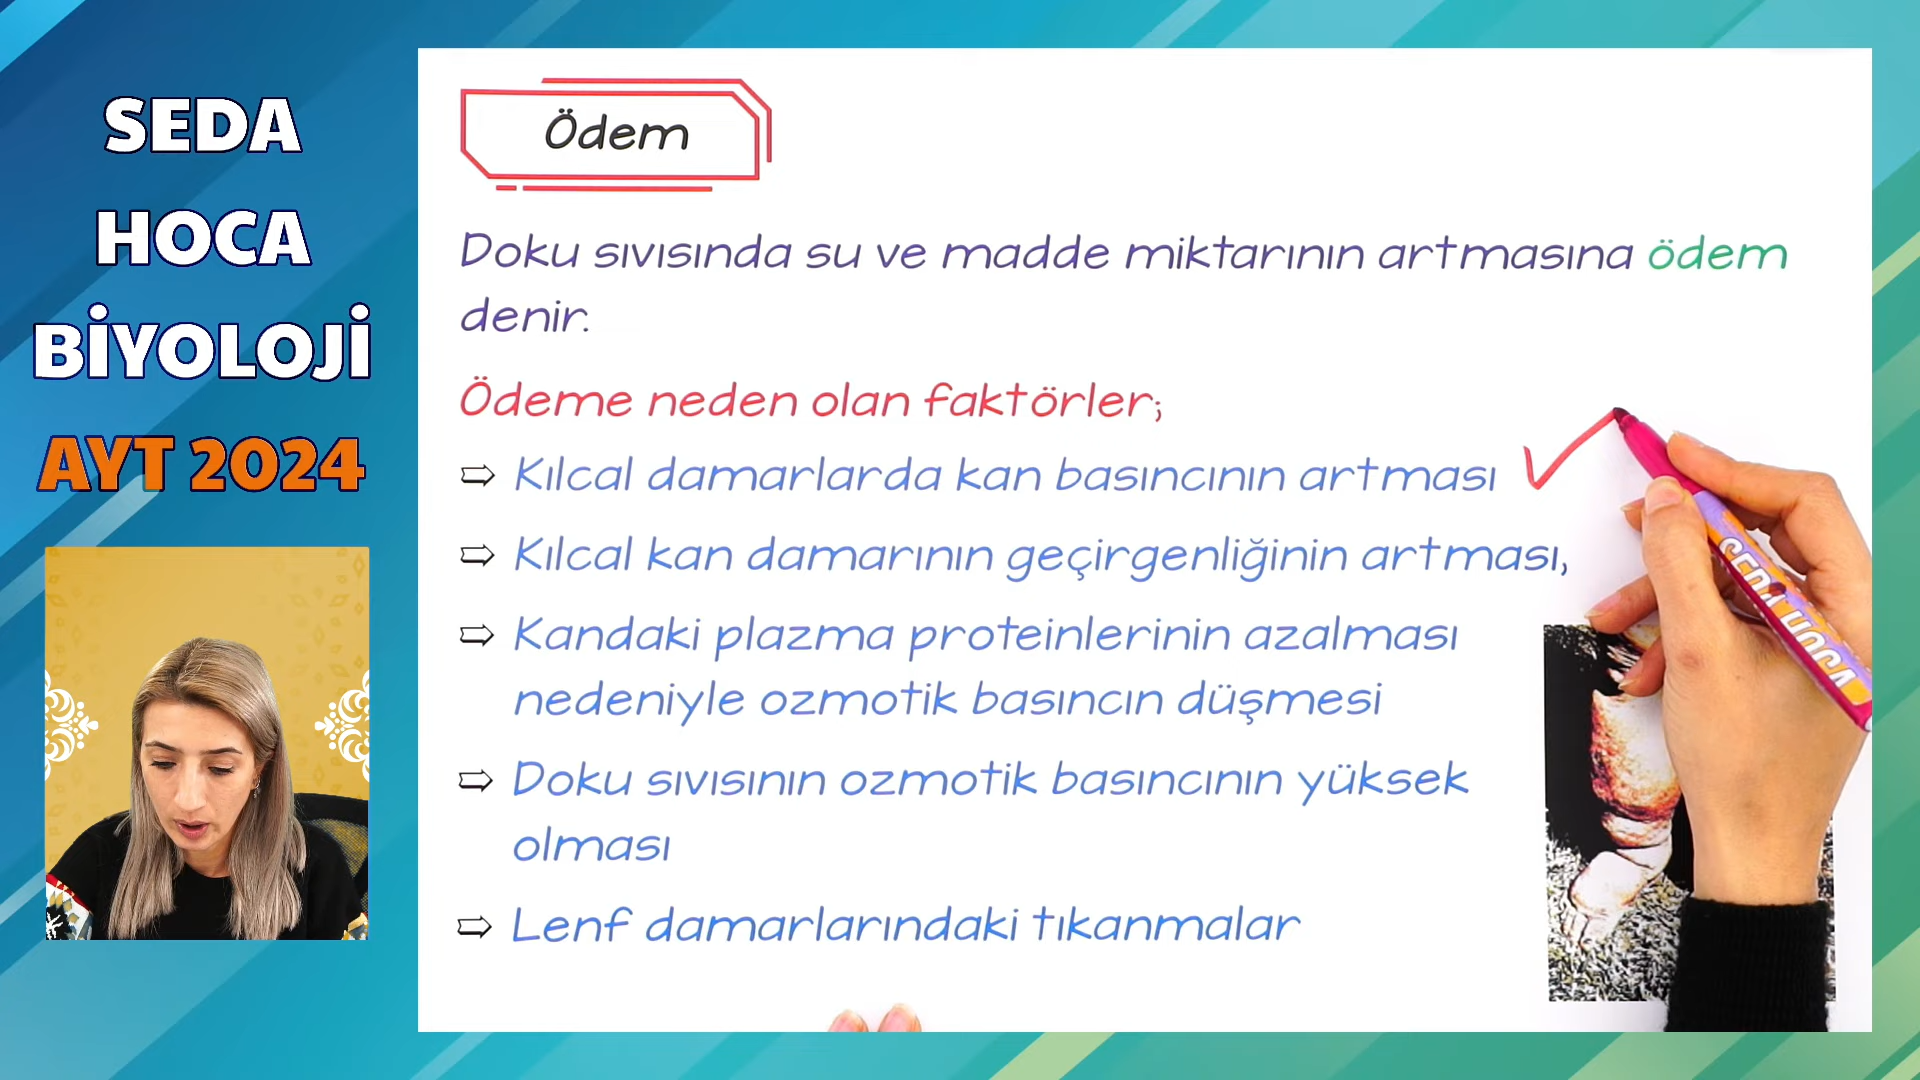 SEDA
HOCA
BİYOLOJİ
AYT 2024
Ödem
Doku sıvısında su ve madde miktarının artmasına ödem
denir.
Ödeme neden olan faktörler;
⇨ Kılcal damarlarda kan basıncının artması
⇨ Kılcal kan damarının geçirgenliğinin artması,
⇨ Kandaki plazma proteinlerinin azalması
nedeniyle ozmotik basıncın düşmesi
⇨ Doku sıvısının ozmotik basıncının yüksek
olması
⇨ Lenf damarlarındaki tıkanmalar
SEDA HOCA